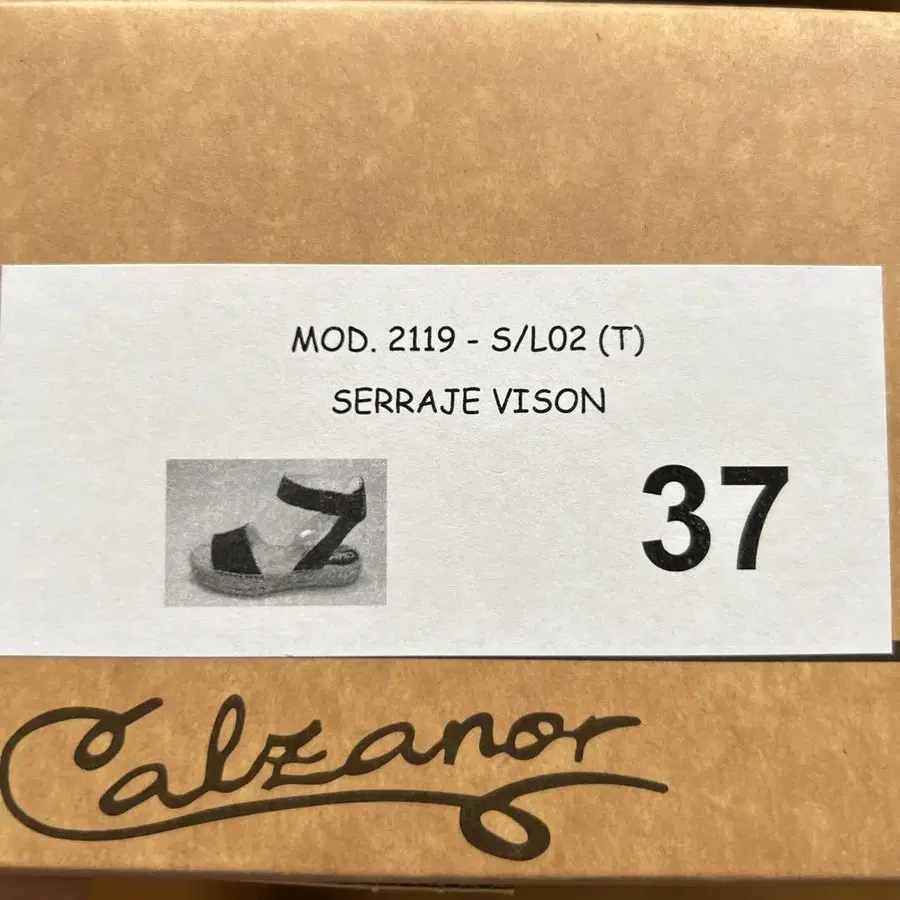 MOD. 2119 - S/L02 (T)
SERRAJE VISON
37
Calzanor